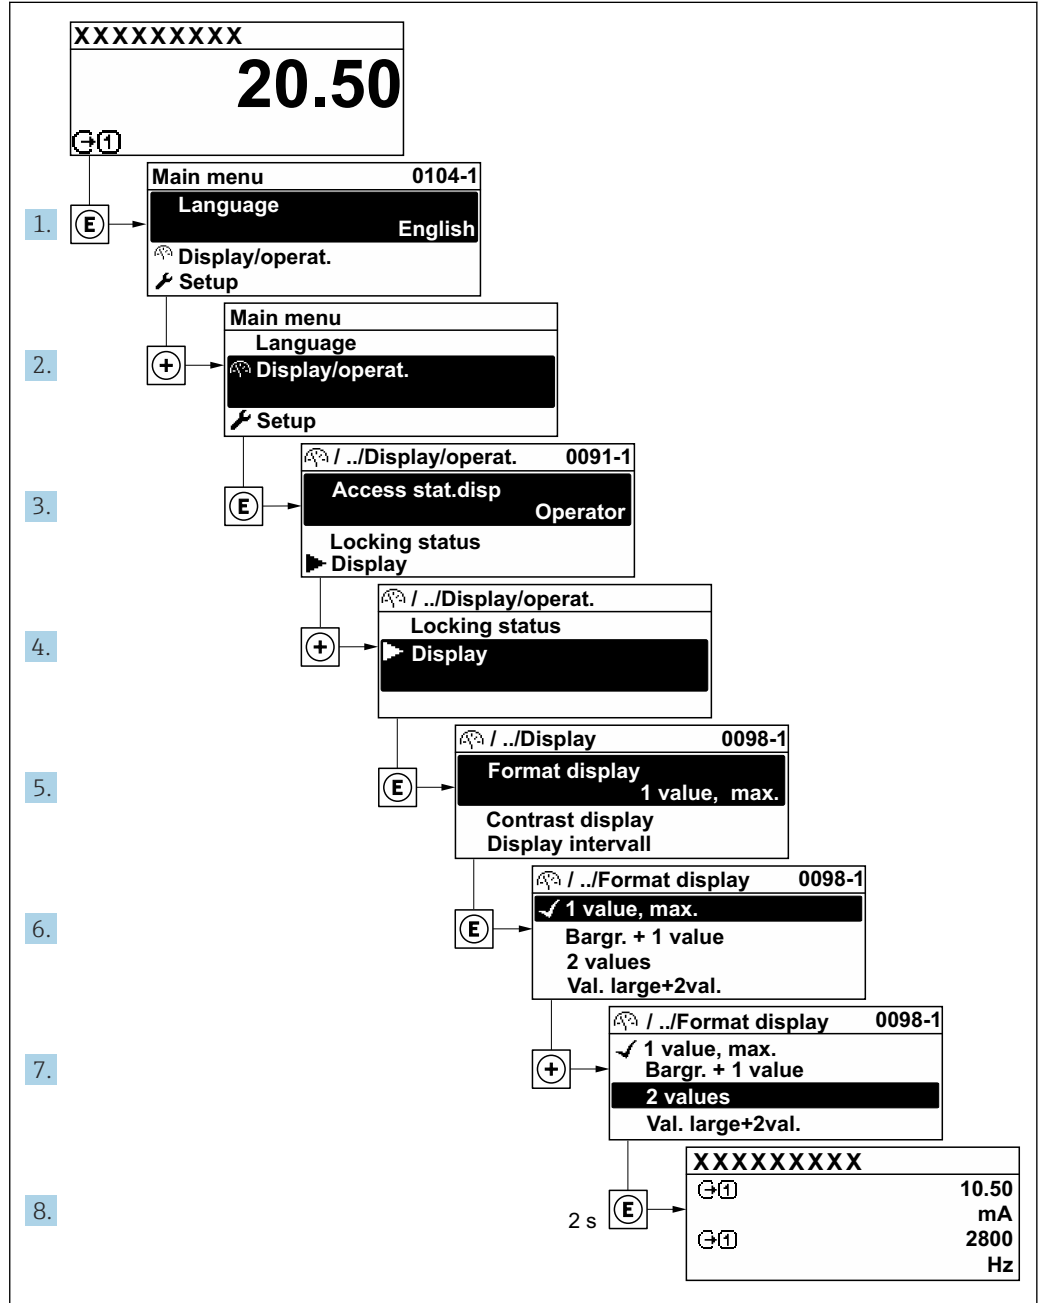 XXXXXXXXX
20.50
1
Main menu 0104-1
Language
English
1. E
Display/operat.
Setup
Main menu
Language
2. + Display/operat.
Setup
/ ../Display/operat. 0091-1
Access stat.disp
3. E Operator
Locking status
Display
/ ../Display/operat.
Locking status
4. + Display
/ ../Display 0098-1
Format display
5. E 1 value, max.
Contrast display
Display intervall
/ ../Format display 0098-1
1 value, max.
6. E Bargr. + 1 value
2 values
Val. large+2val.
/ ../Format display 0098-1
1 value, max.
7. + Bargr. + 1 value
2 values
Val. large+2val.
XXXXXXXXX
1 10.50
8. 2 s E mA
1 2800
Hz